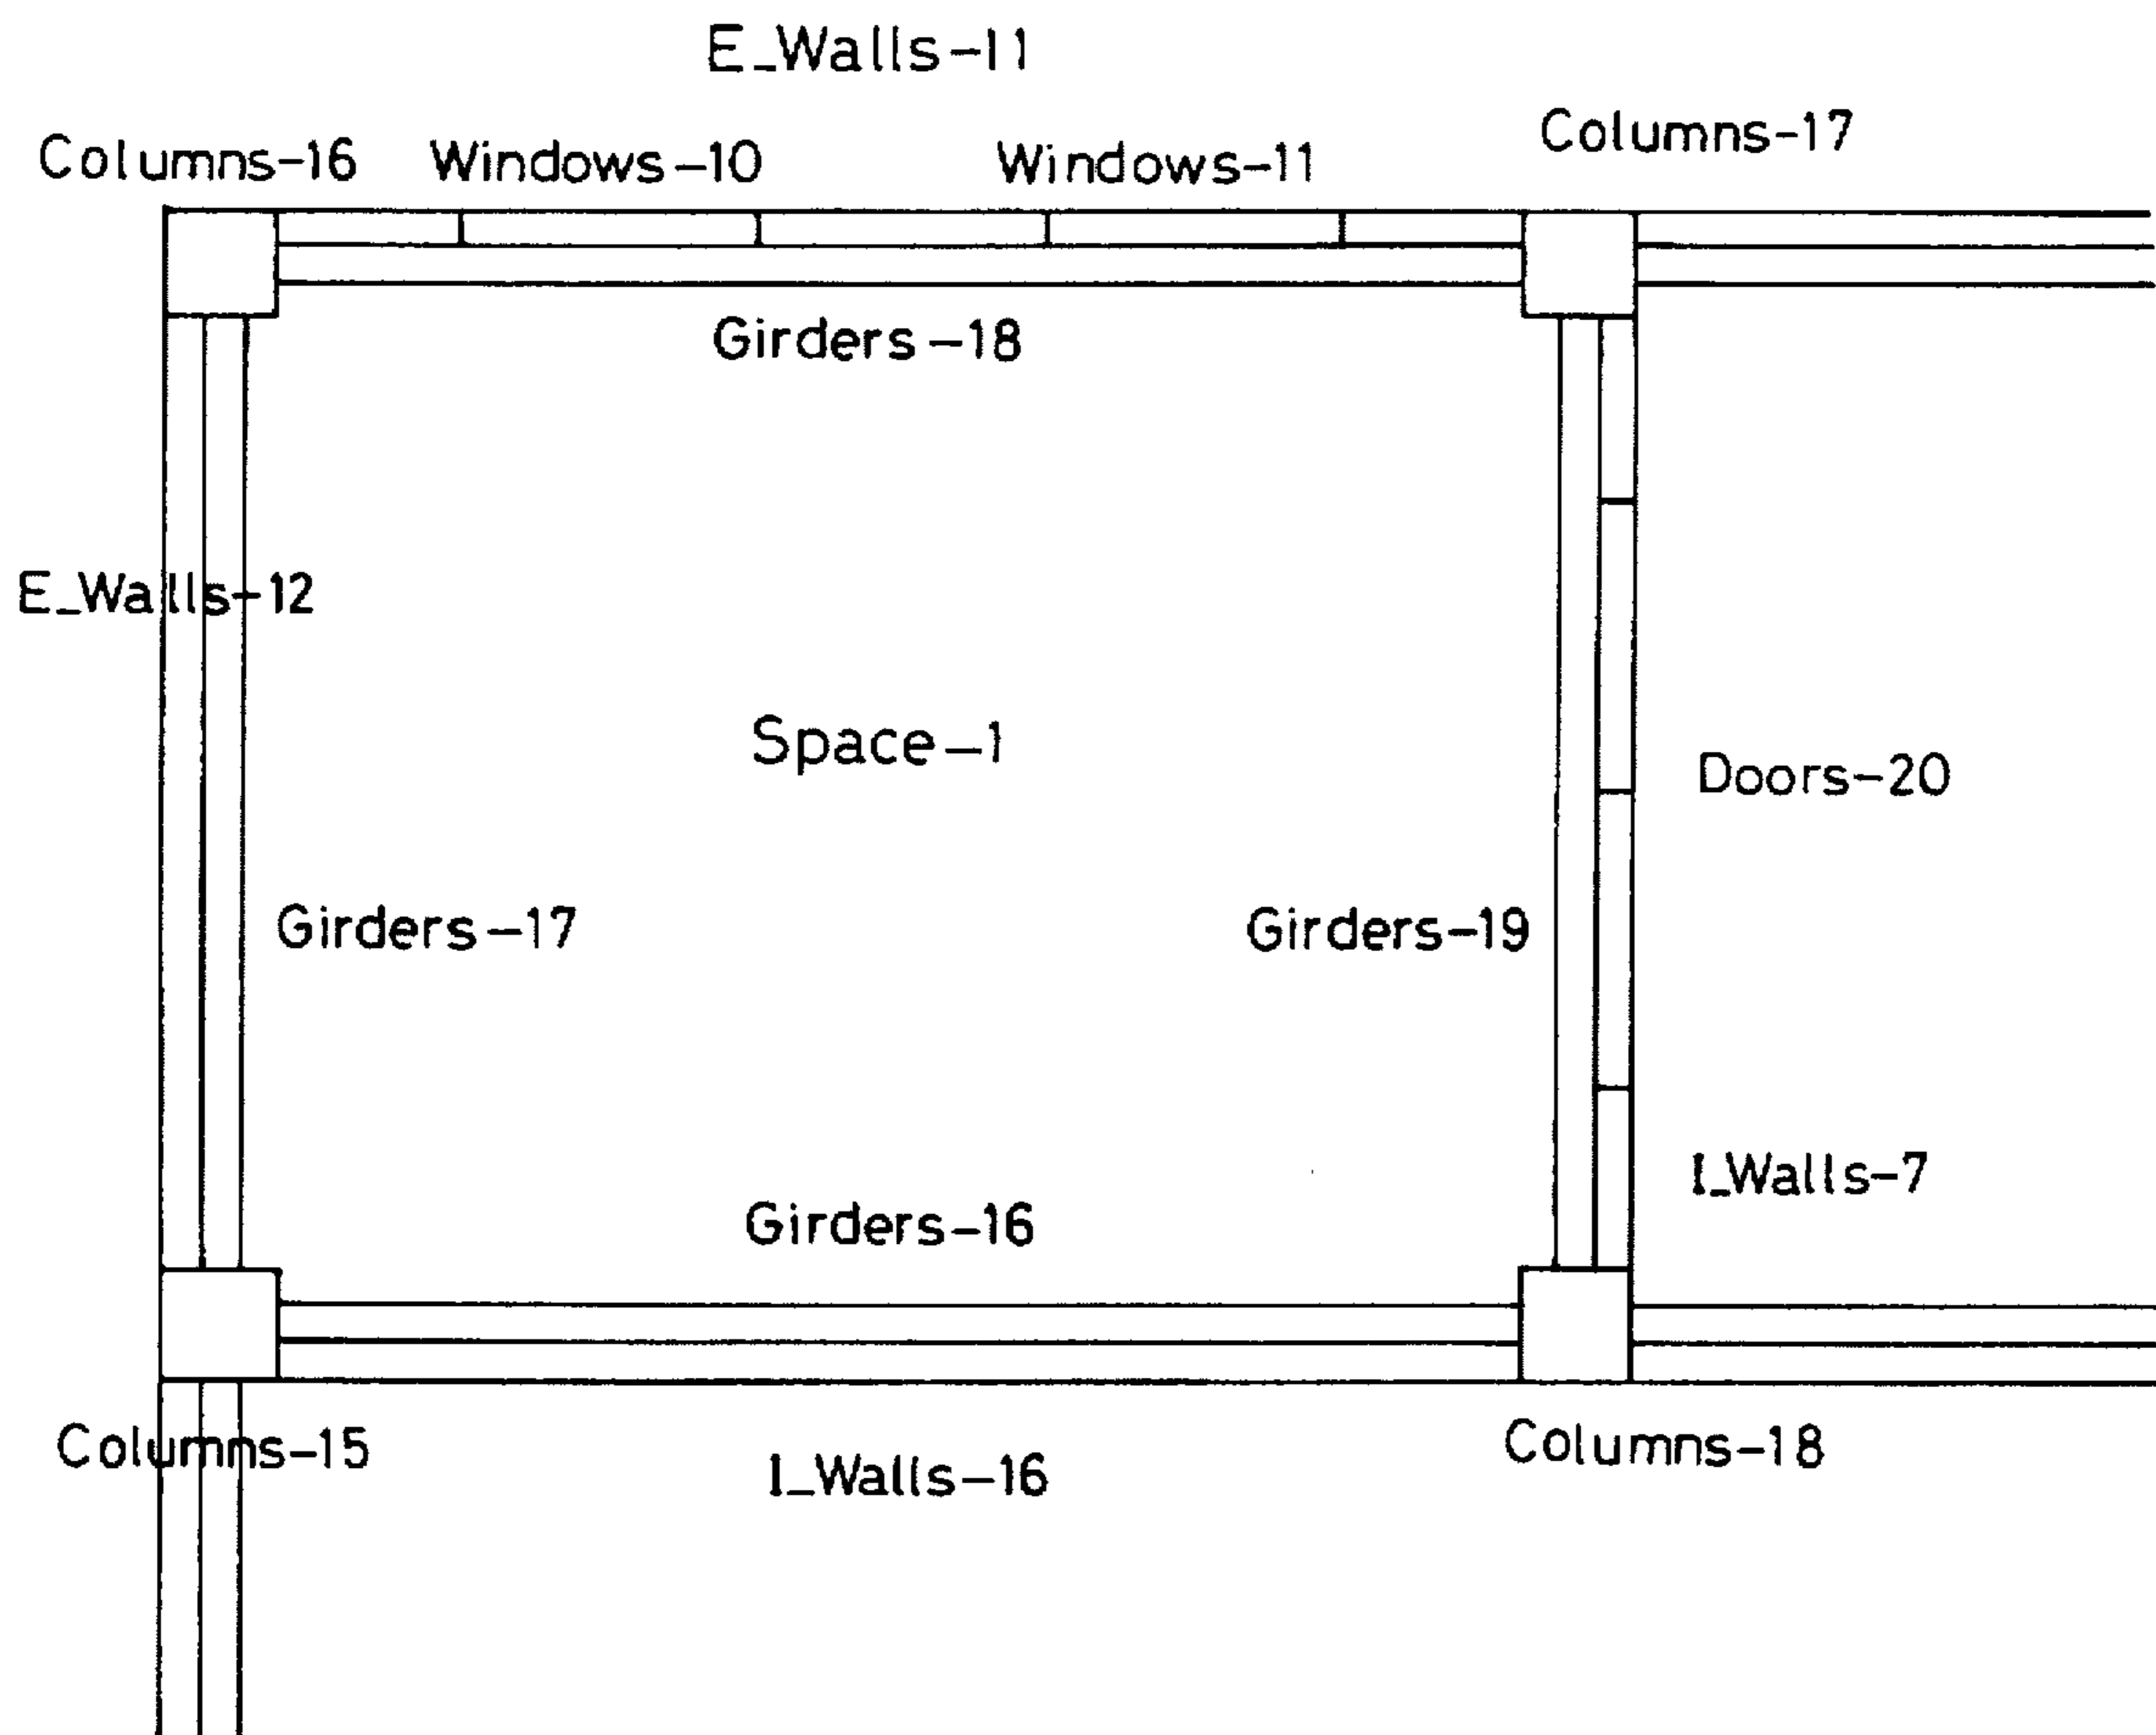 E_Walls-11
Columns-17
Columns-16 Windows-10 Windows-11
Girders-18
E_Walls-12
Space-1
Doors-20
Girders-17 Girders-19
I_Walls-7
Girders-16
Columns-15 Columns-18
I_Walls-16